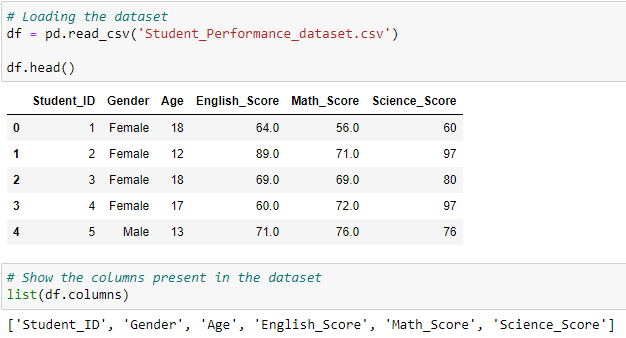 # Loading the dataset
df = pd.read_csv('Student_Performance_dataset.csv')
df.head()
Student_ID Gender Age English_Score Math_Score Science_Score
0 1 Female 18 64.0 56.0 60
1 2 Female 12 89.0 71.0 97
2 3 Female 18 69.0 69.0 80
3 4 Female 17 60.0 72.0 97
4 5 Male 13 71.0 76.0 76
# Show the columns present in the dataset
list(df.columns)
['Student_ID', 'Gender', 'Age', 'English_Score', 'Math_Score', 'Science_Score']